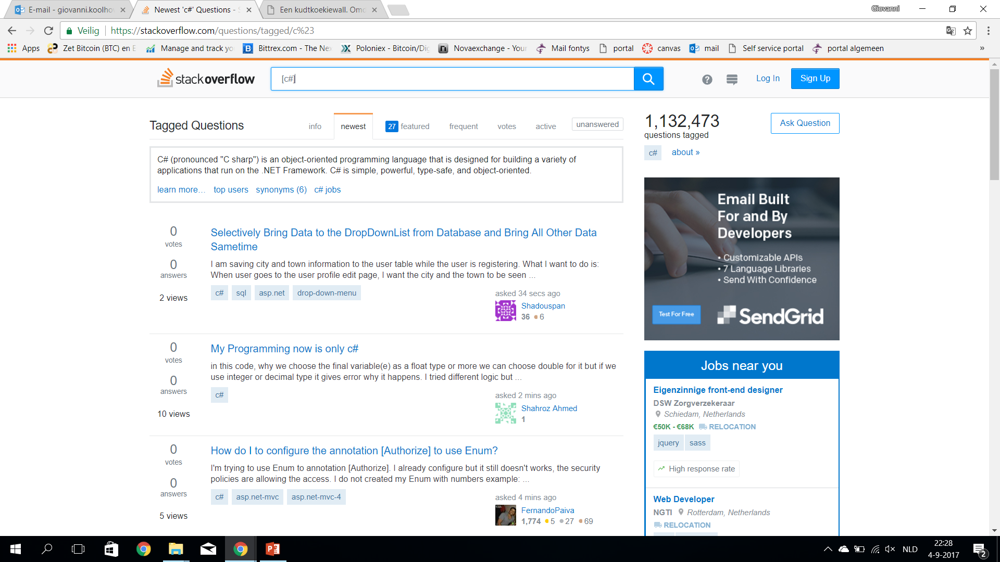 E-mail - giovanni.koolho
Newest 'c#' Questions - S
Een kudtkoekiewall. Omd
Giovanni
Veilig
https://stackoverflow.com/questions/tagged/c%23
Apps
Zet Bitcoin (BTC) en E
Manage and track yo
Bittrex.com - The Nex
Poloniex - Bitcoin/Dig
Novaexchange - Your
Mail fontys
portal
canvas
mail
Self service portal
portal algemeen
»
stackoverflow
[c#]
?
Log In
Sign Up
Tagged Questions
info
newest
27 featured
frequent
votes
active
unanswered
1,132,473
questions tagged
Ask Question
c#
about »
C# (pronounced "C sharp") is an object-oriented programming language that is designed for building a variety of
applications that run on the .NET Framework. C# is simple, powerful, type-safe, and object-oriented.
learn more… top users synonyms (6) c# jobs
0
votes
0
answers
2 views
Selectively Bring Data to the DropDownList from Database and Bring All Other Data
Sametime
I am saving city and town information to the user table while the user is registering. What I want to do is:
When user goes to the user profile edit page, I want the city and the town to be seen ...
c# sql asp.net drop-down-menu
asked 34 secs ago
Shadouspan
36 6
0
votes
0
answers
10 views
My Programming now is only c#
in this code, why we choose the final variable(e) as a float type or more we can choose double for it but if we
use integer or decimal type it gives error why it happens. I tried different logic but ...
c#
asked 2 mins ago
Shahroz Ahmed
1
0
votes
0
answers
5 views
How do I to configure the annotation [Authorize] to use Enum?
I'm trying to use Enum to annotation [Authorize]. I already configure but it still doesn't works, the security
policies are allowing the access. I do not created my Enum with numbers example: ...
c# asp.net-mvc asp.net-mvc-4
asked 4 mins ago
FernandoPaiva
1,774 5 27 69
Email Built
For and By
Developers
• Customizable APIs
• 7 Language Libraries
• Send With Confidence
Test For Free
SendGrid
Jobs near you
Eigenzinnige front-end designer
DSW Zorgverzekeraar
Schiedam, Netherlands
€50K - €68K RELOCATION
jquery sass
High response rate
Web Developer
NGTI Rotterdam, Netherlands
RELOCATION
NLD
22:28
4-9-2017
2